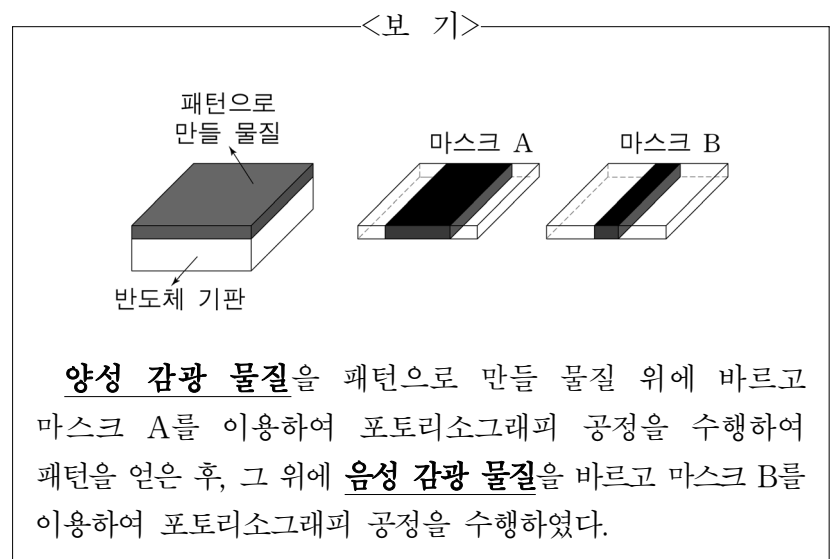 <보 기>
패턴으로
만들 물질
마스크 A
마스크 B
반도체 기판
양성 감광 물질을 패턴으로 만들 물질 위에 바르고
마스크 A를 이용하여 포토리소그래피 공정을 수행하여
패턴을 얻은 후, 그 위에 음성 감광 물질을 바르고 마스크 B를
이용하여 포토리소그래피 공정을 수행하였다.